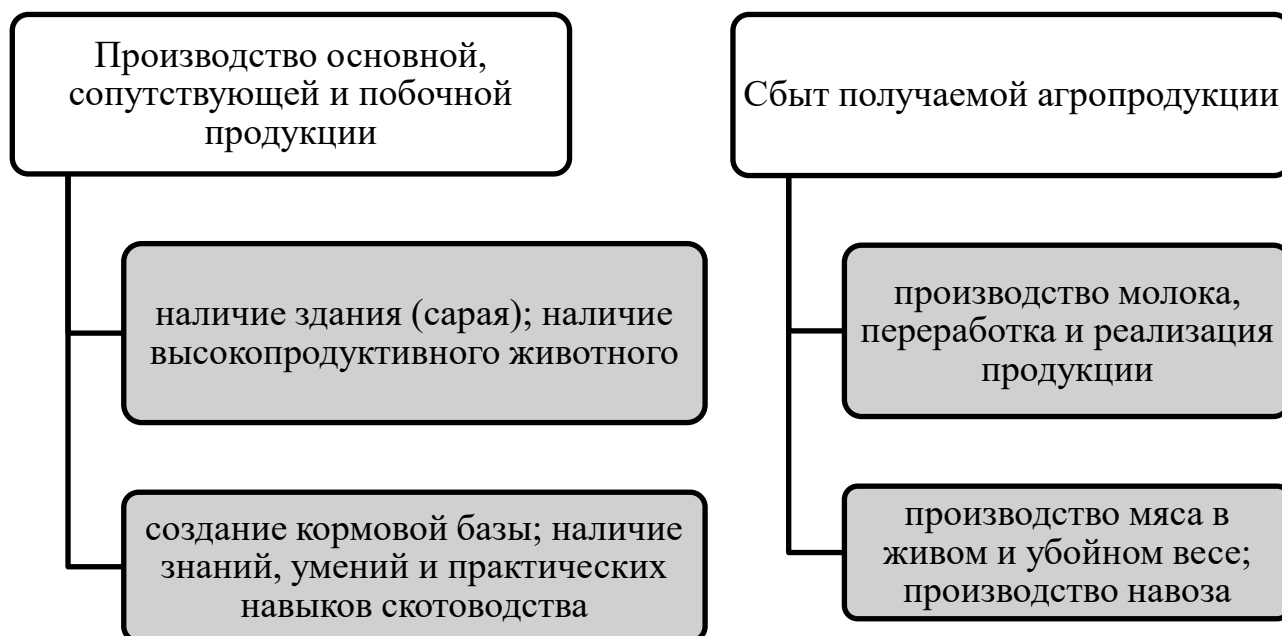 Производство основной,
сопутствующей и побочной
продукции
наличие здания (сарая); наличие
высокопродуктивного животного
создание кормовой базы; наличие
знаний, умений и практических
навыков скотоводства
Сбыт получаемой агропродукции
производство молока,
переработка и реализация
продукции
производство мяса в
живом и убойном весе;
производство навоза